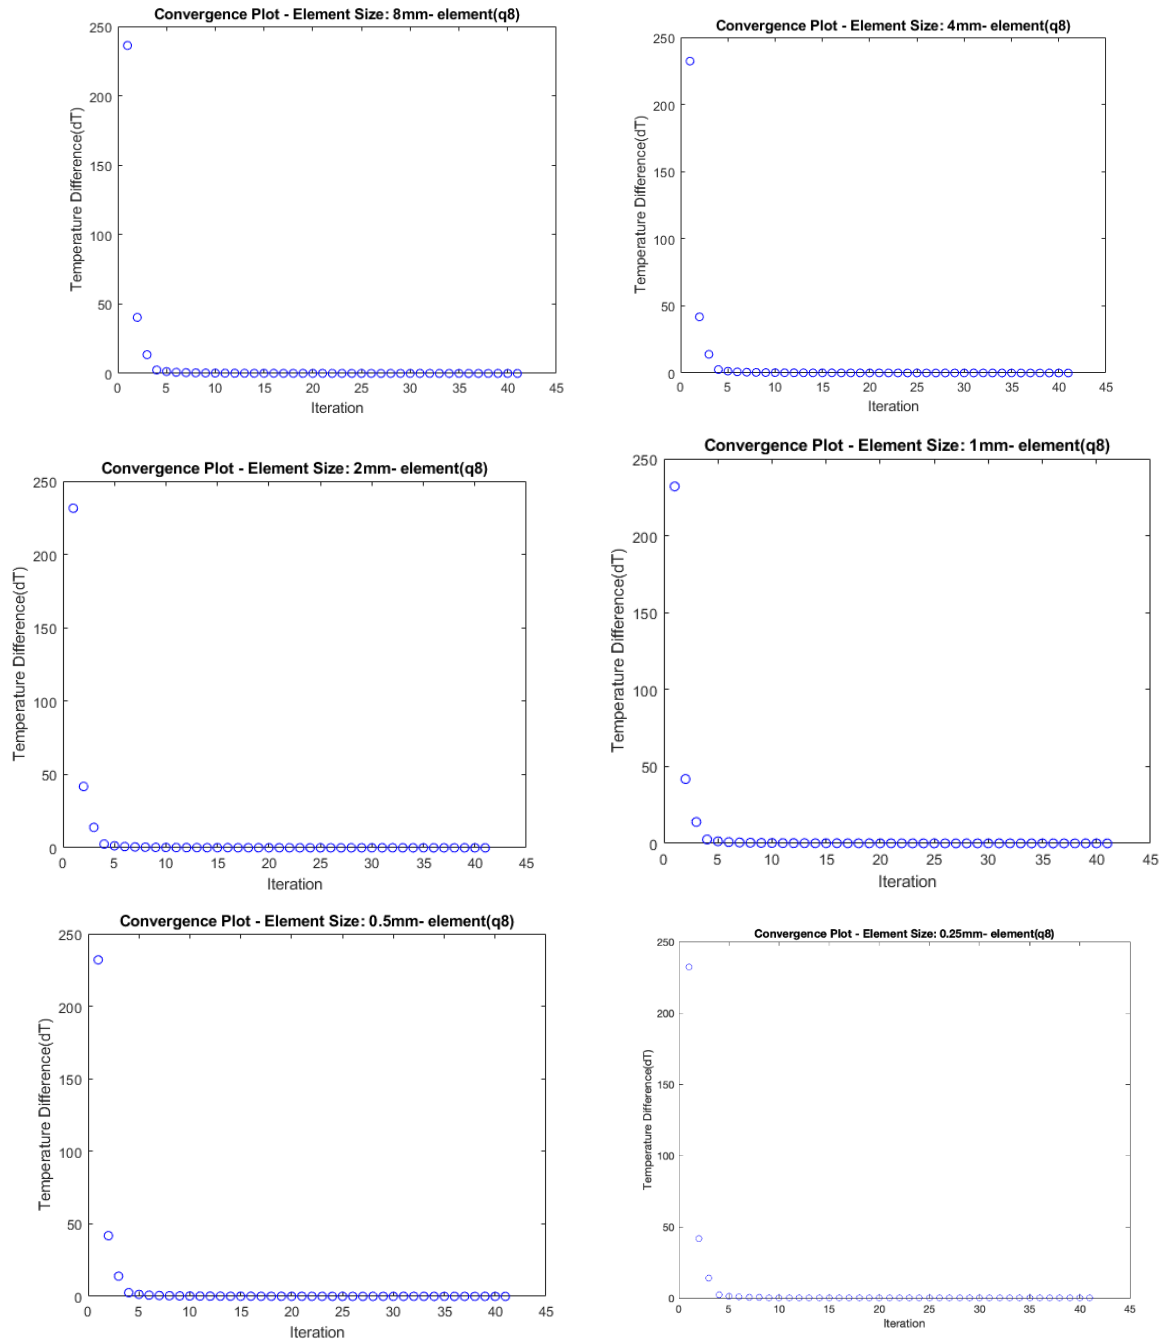 Convergence Plot - Element Size: 8mm- element(q8)
250
200
150
100
50
0
Temperature Difference(dT)
0 5 10 15 20 25 30 35 40 45
Iteration
Convergence Plot - Element Size: 4mm- element(q8)
250
200
150
100
50
0
Temperature Difference(dT)
0 5 10 15 20 25 30 35 40 45
Iteration
Convergence Plot - Element Size: 2mm- element(q8)
250
200
150
100
50
0
Temperature Difference(dT)
0 5 10 15 20 25 30 35 40 45
Iteration
Convergence Plot - Element Size: 1mm- element(q8)
250
200
150
100
50
0
Temperature Difference(dT)
0 5 10 15 20 25 30 35 40 45
Iteration
Convergence Plot - Element Size: 0.5mm- element(q8)
250
200
150
100
50
0
Temperature Difference(dT)
0 5 10 15 20 25 30 35 40 45
Iteration
Convergence Plot - Element Size: 0.25mm- element(q8)
250
200
150
100
50
0
Temperature Difference(dT)
0 5 10 15 20 25 30 35 40 45
Iteration